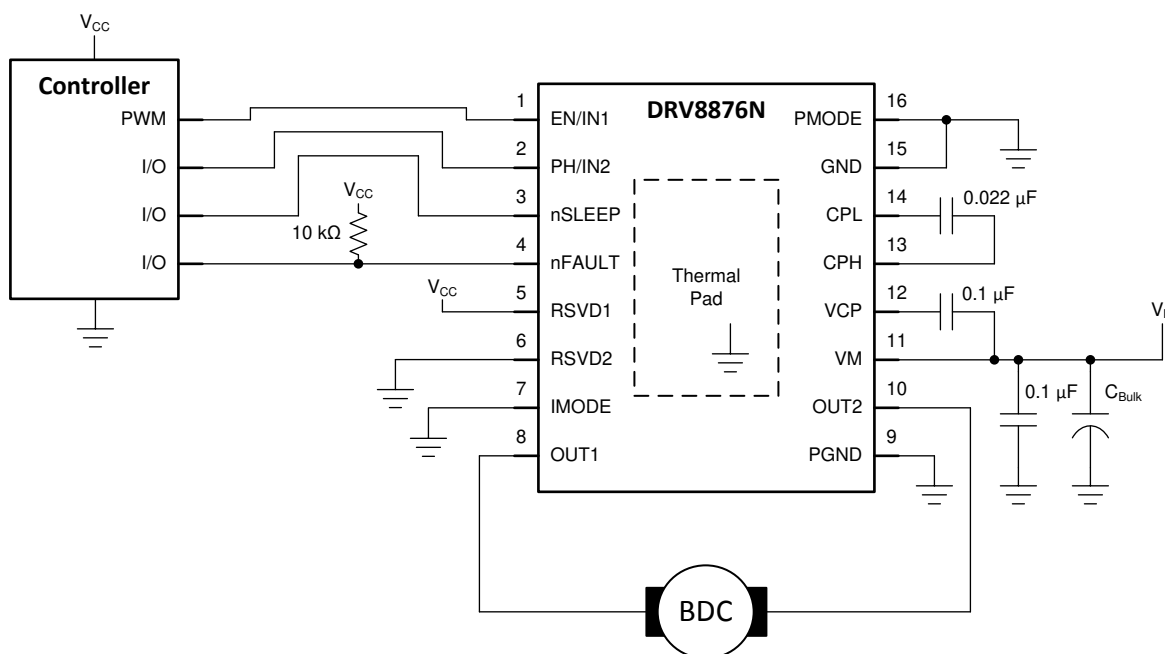 VCC
Controller
PWM
I/O
I/O
I/O
VCC
10 kΩ
VCC
DRV8876N
1
EN/IN1
2
PH/IN2
3
nSLEEP
4
nFAULT
5
RSVD1
6
RSVD2
7
IMODE
8
OUT1
Thermal
Pad
16
PMODE
15
GND
14
CPL
0.022 µF
13
CPH
12
VCP
0.1 µF
11
VM
10
OUT2
9
PGND
0.1 µF
CBulk
BDC